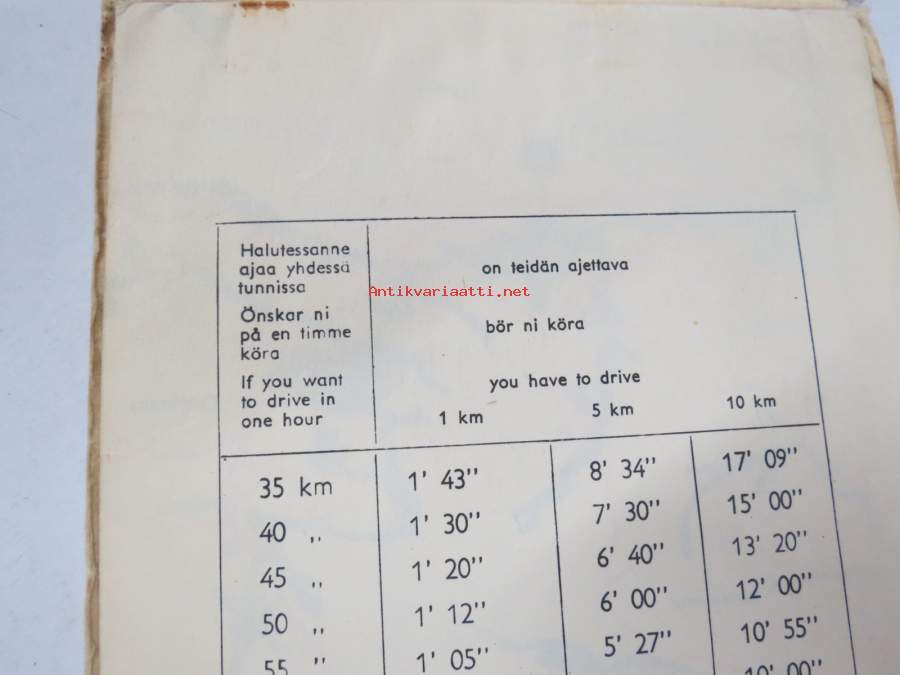 Halutessanne
ajaa yhdessä
tunnissa
on teidän ajettava
Antikvariaatti.net
Önskar ni
på en timme
köra
bör ni köra
If you want
to drive in
one hour
you have to drive
1 km 5 km 10 km
35 km 1' 43" 8' 34" 17' 09"
40 „ 1' 30" 7' 30" 15' 00"
45 „ 1' 20" 6' 40" 13' 20"
50 „ 1' 12" 6' 00" 12' 00"
55 " 1' 05" 5' 27" 10' 55"
10' 00"